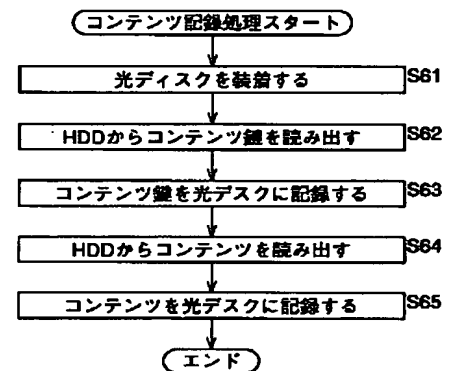 コンテンツ記録処理スタート
光ディスクを装着する S61
HDDからコンテンツ鍵を読み出す S62
コンテンツ鍵を光デスクに記録する S63
HDDからコンテンツを読み出す S64
コンテンツを光デスクに記録する S65
エンド